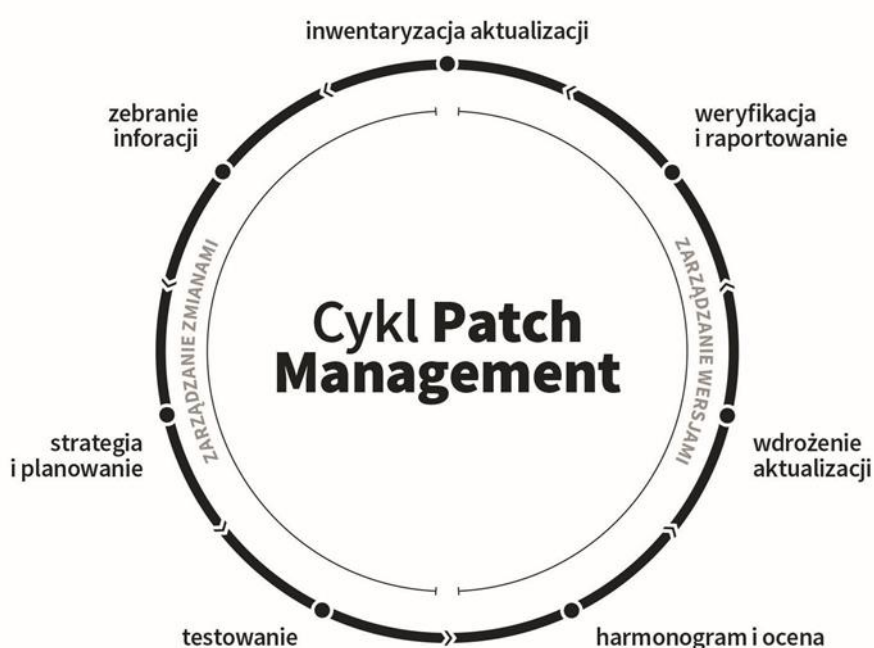 inwentaryzacja aktualizacji
zebranie
inforacji
weryfikacja
i raportowanie
ZARZĄDZANIE ZMIANAMI
ZARZĄDZANIE WERSJAMI
Cykl Patch
Management
strategia
i planowanie
wdrożenie
aktualizacji
testowanie
harmonogram i ocena